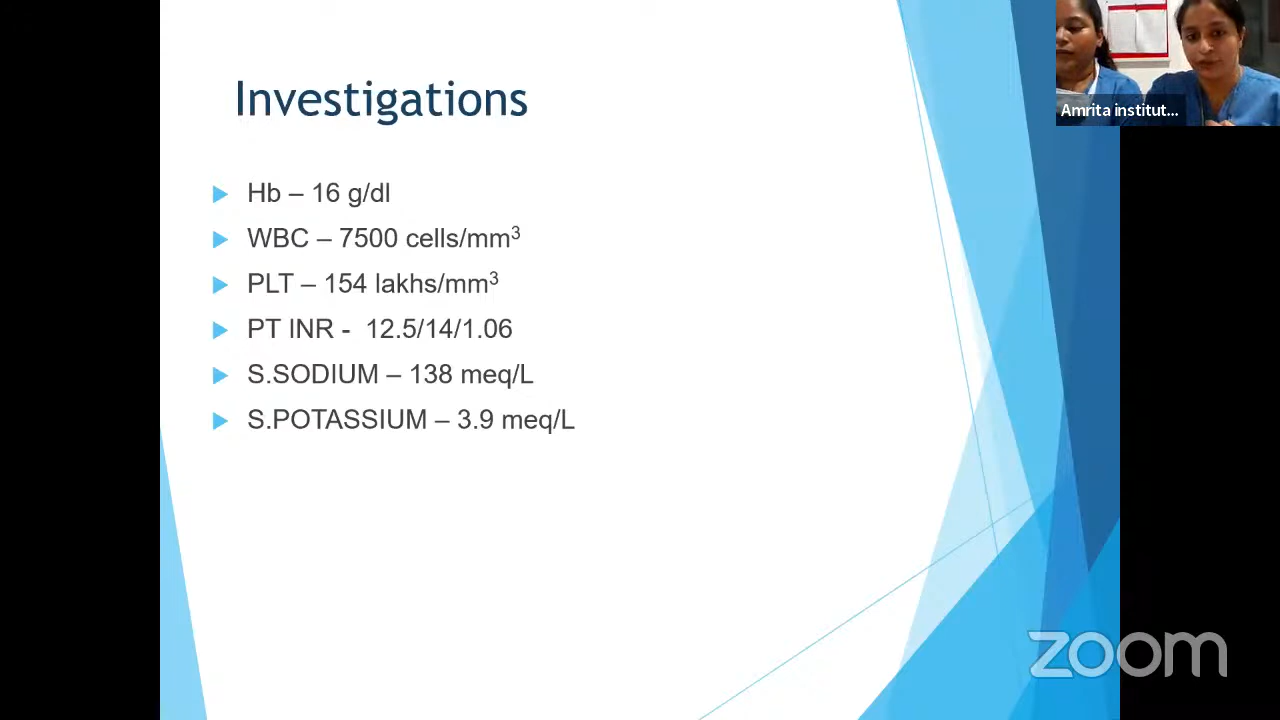 Investigations
Amrita institut...
Hb – 16 g/dl
WBC – 7500 cells/mm³
PLT – 154 lakhs/mm³
PT INR - 12.5/14/1.06
S.SODIUM – 138 meq/L
S.POTASSIUM – 3.9 meq/L
zoom